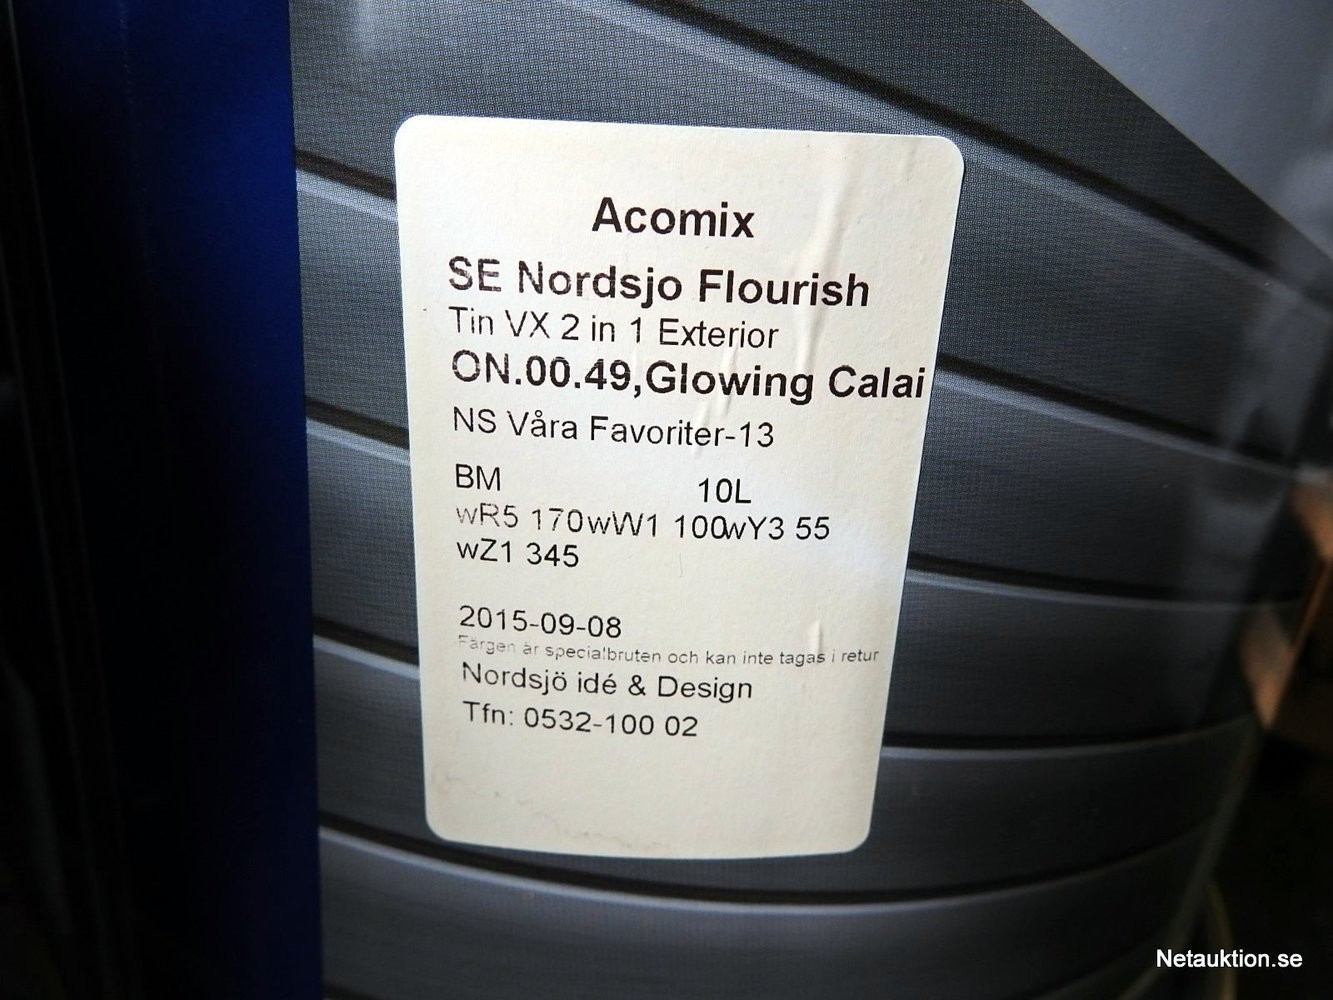 Acomix
SE Nordsjo Flourish
Tin VX 2 in 1 Exterior
ON.00.49,Glowing Calai
NS Våra Favoriter-13
BM 10L
wR5 170wW1 100wY3 55
wZ1 345
2015-09-08
Färgen är specialbruten och kan inte tagas i retur
Nordsjö idé & Design
Tfn: 0532-100 02
Netauktion.se